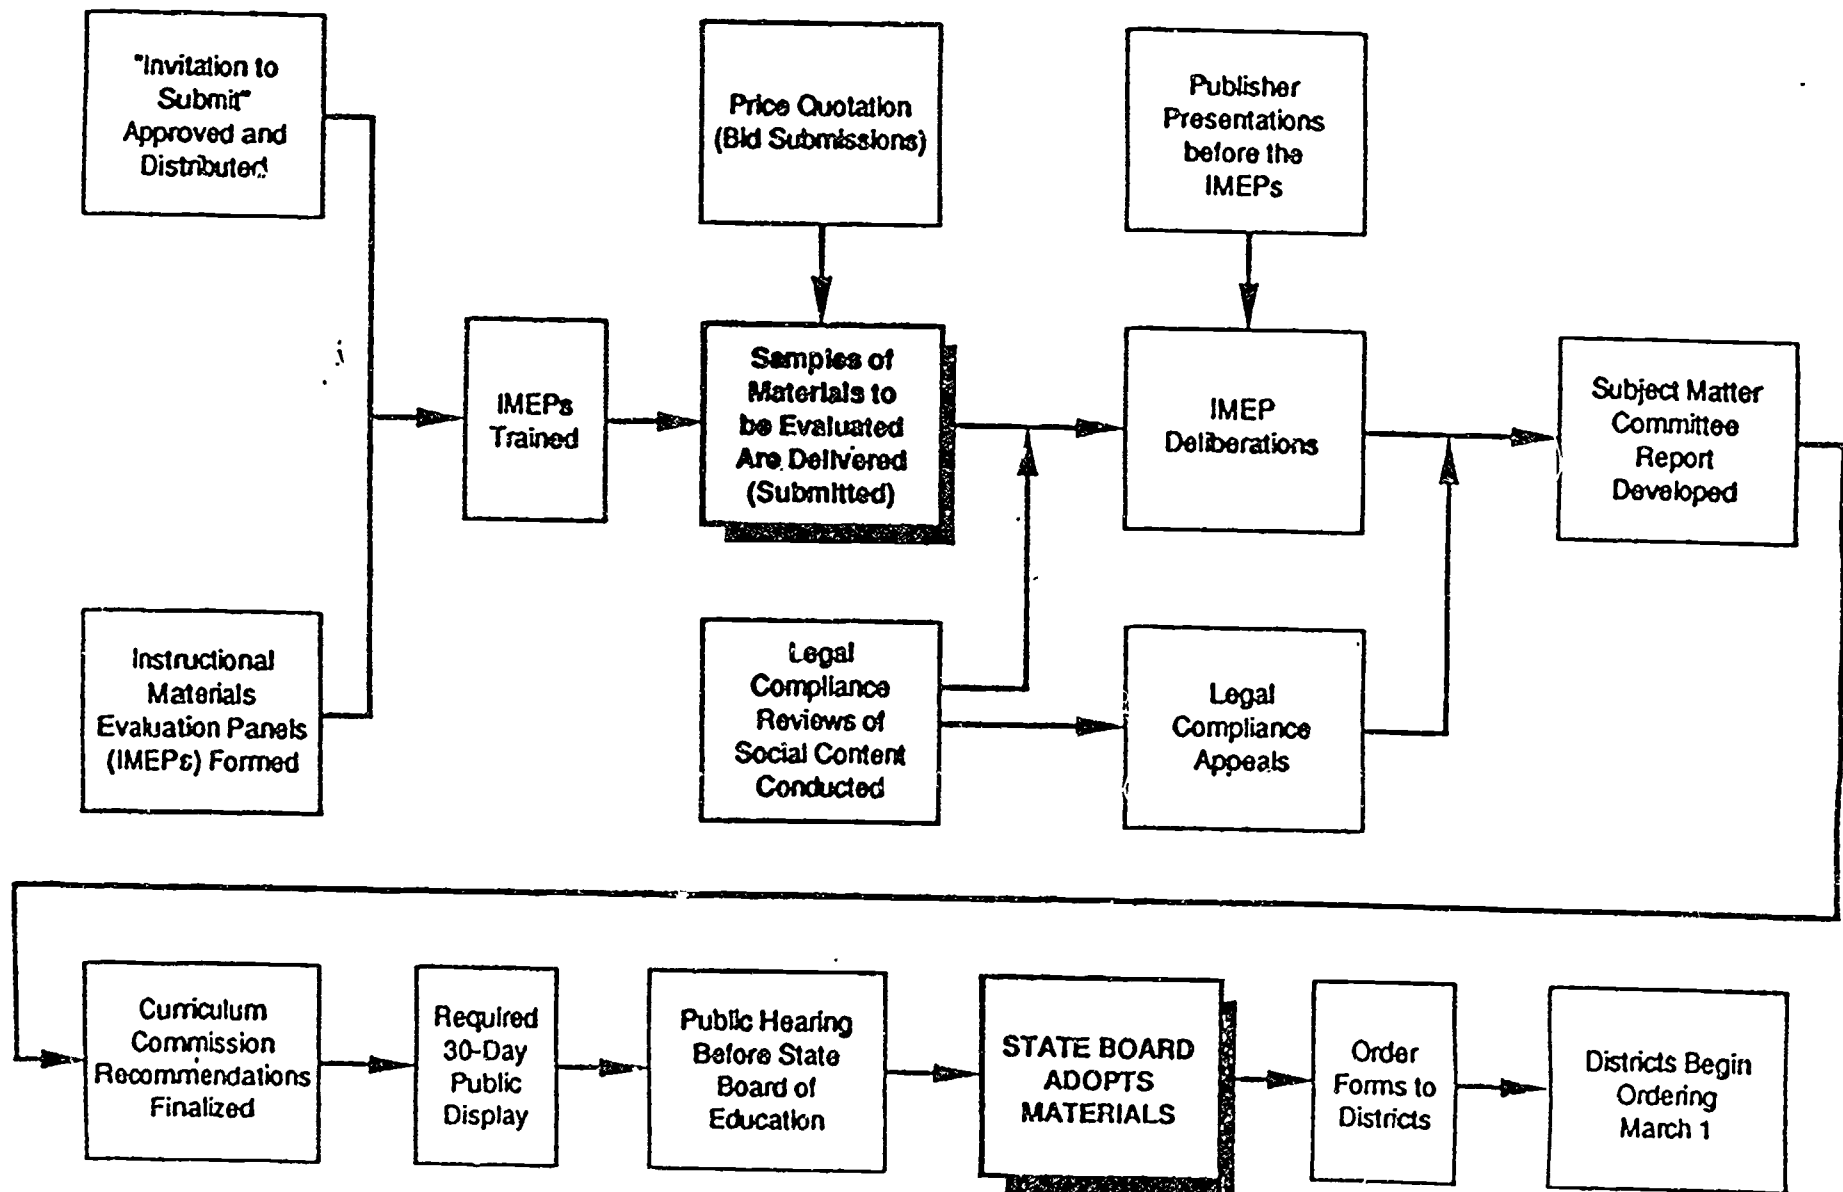 "Invitation to
Submit"
Approved and
Distributed
Price Quotation
(Bid Submissions)
Publisher
Presentations
before the
IMEPs
IMEPs
Trained
Samples of
Materials to
be Evaluated
Are Delivered
(Submitted)
IMEP
Deliberations
Subject Matter
Committee
Report
Developed
Instructional
Materials
Evaluation Panels
(IMEPs) Formed
Legal
Compliance
Reviews of
Social Content
Conducted
Legal
Compliance
Appeals
Curriculum
Commission
Recommendations
Finalized
Required
30-Day
Public
Display
Public Hearing
Before State
Board of
Education
STATE BOARD
ADOPTS
MATERIALS
Order
Forms to
Districts
Districts Begin
Ordering
March 1